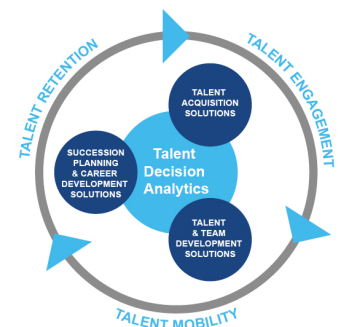 TALENT RETENTION
TALENT ENGAGEMENT
TALENT
ACQUISITION
SOLUTIONS
SUCCESSION
PLANNING
& CAREER
DEVELOPMENT
SOLUTIONS
Talent
Decision
Analytics
TALENT
& TEAM
DEVELOPMENT
SOLUTIONS
TALENT MOBILITY